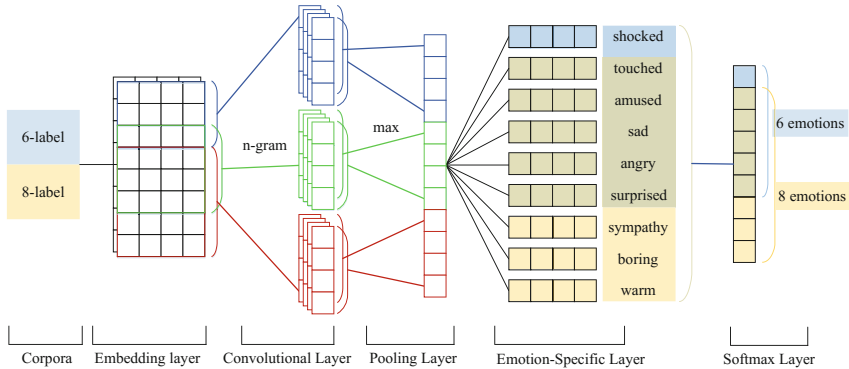 shocked
touched
amused
sad
angry
surprised
sympathy
boring
warm
6-label
8-label
n-gram
max
6 emotions
8 emotions
Corpora
Embedding layer
Convolutional Layer
Pooling Layer
Emotion-Specific Layer
Softmax Layer